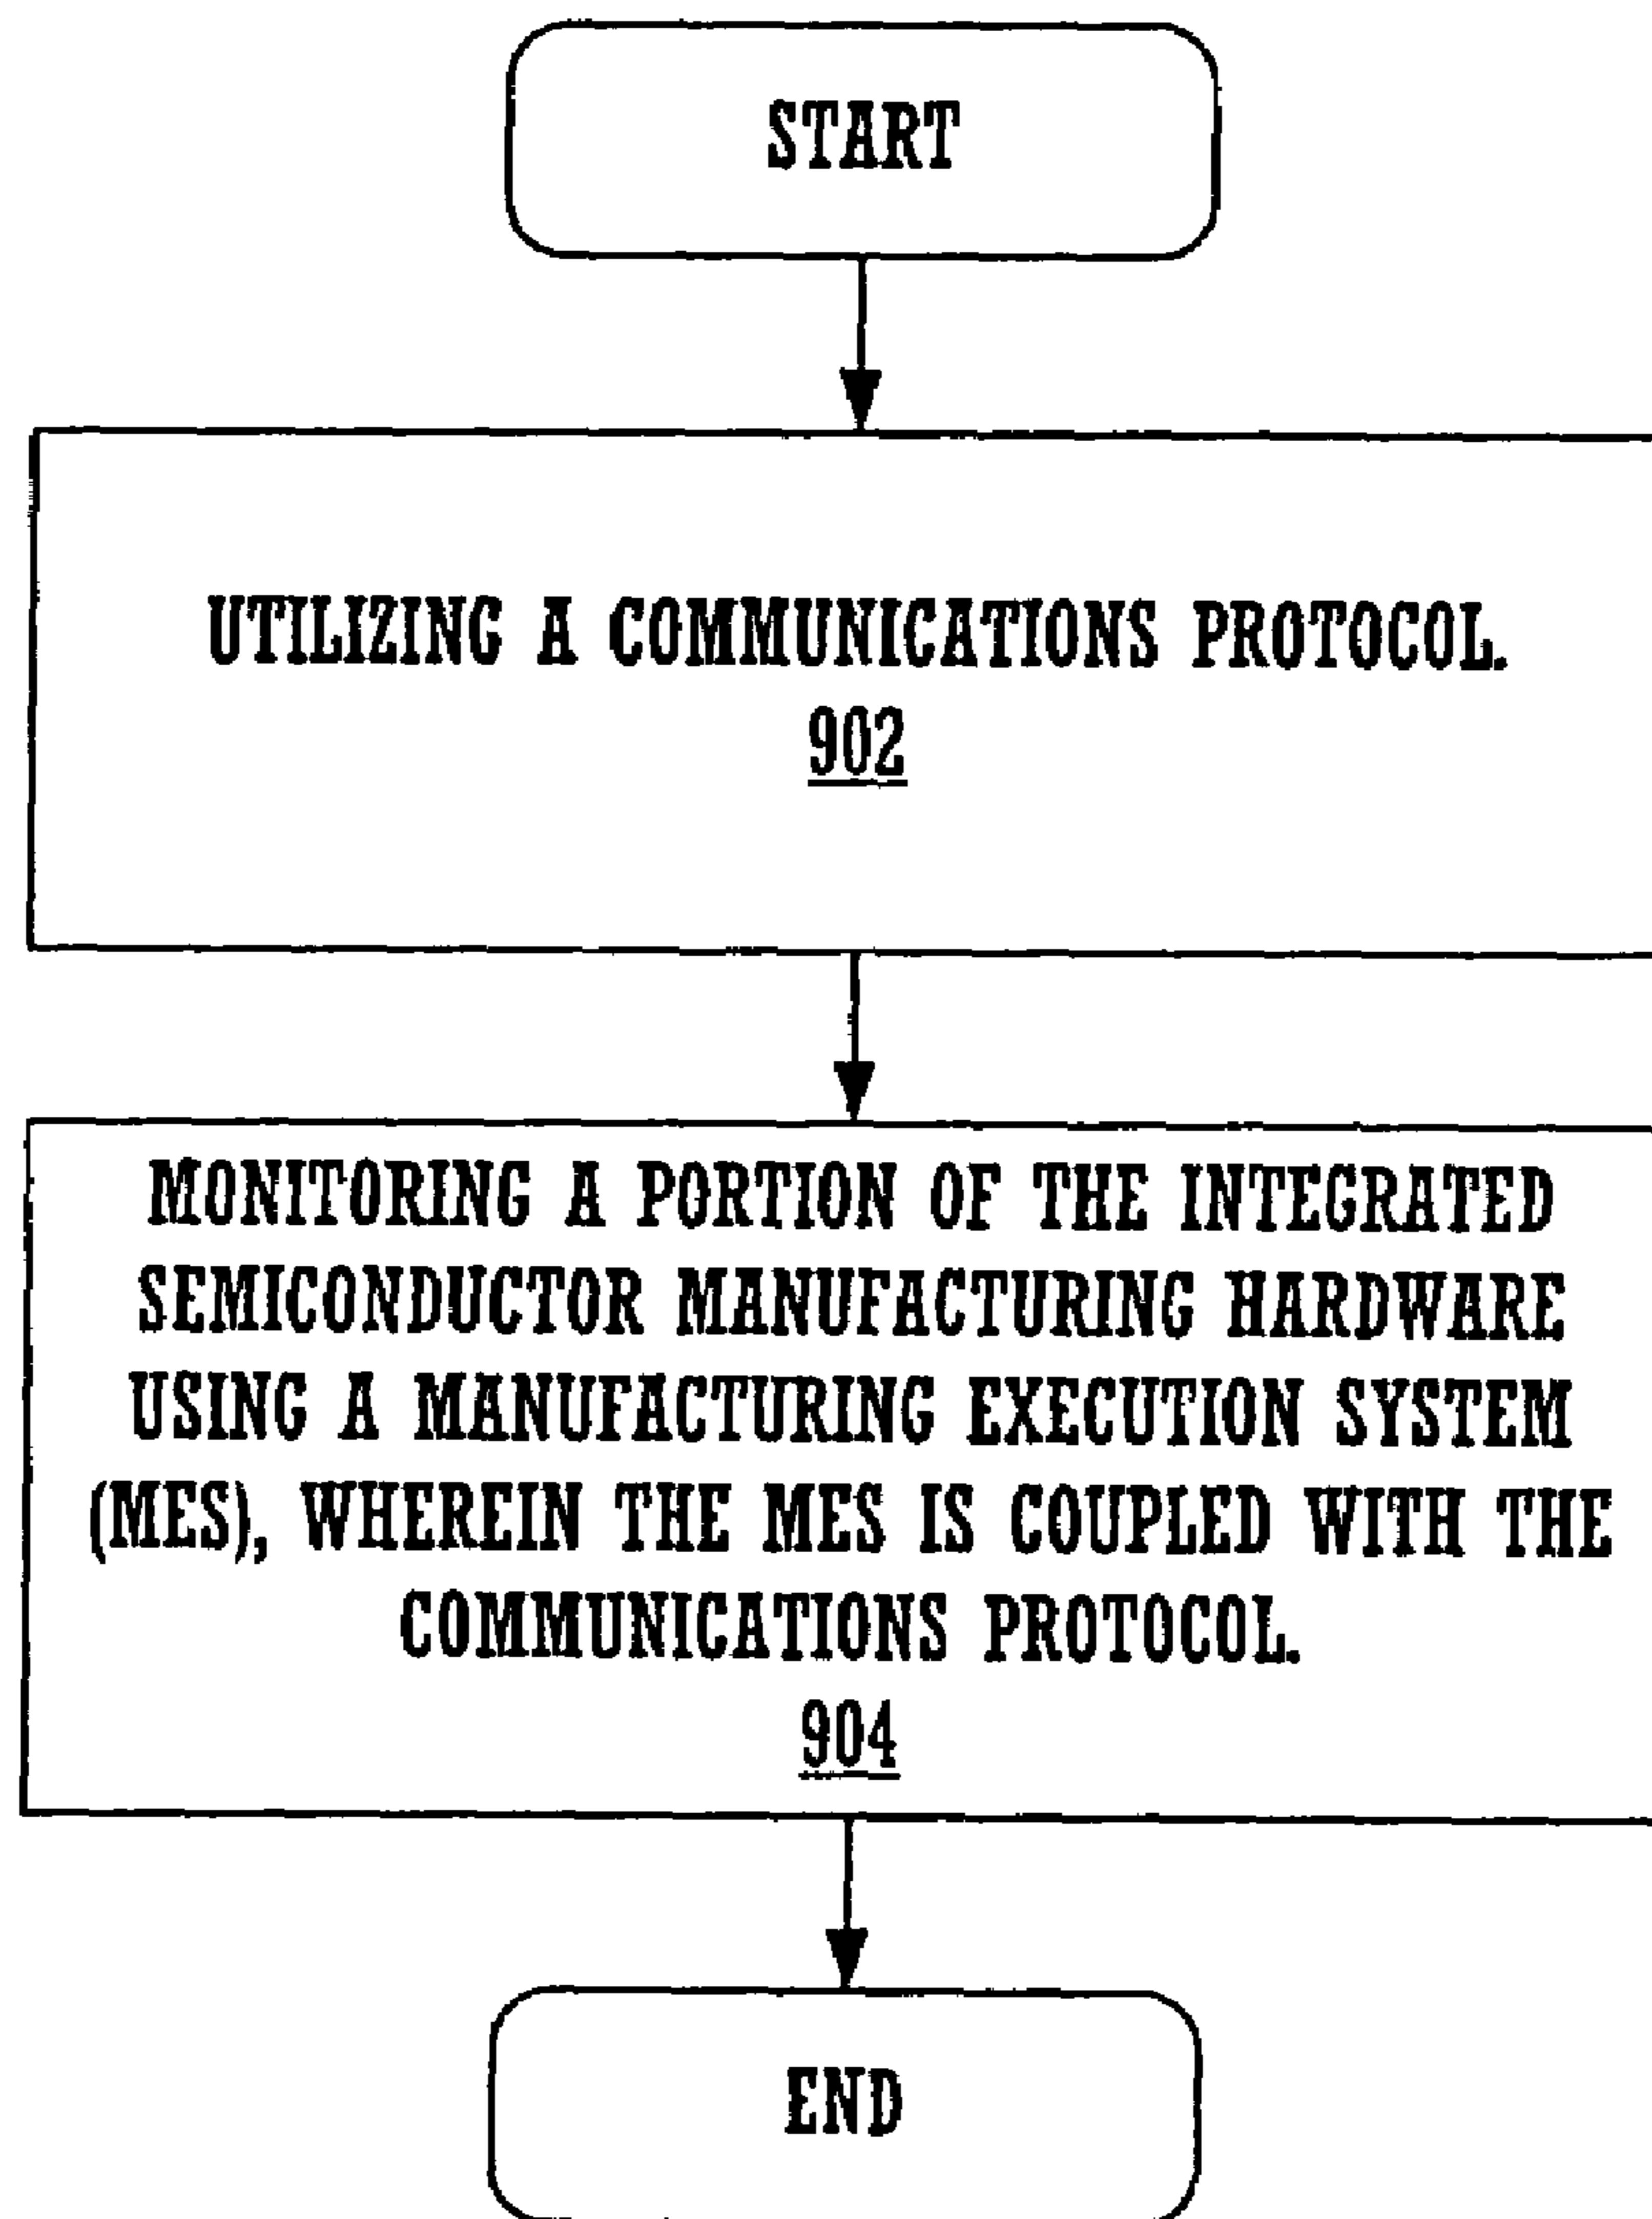 START
UTILIZING A COMMUNICATIONS PROTOCOL.
902
MONITORING A PORTION OF THE INTEGRATED
SEMICONDUCTOR MANUFACTURING HARDWARE
USING A MANUFACTURING EXECUTION SYSTEM
(MES), WHEREIN THE MES IS COUPLED WITH THE
COMMUNICATIONS PROTOCOL.
904
END